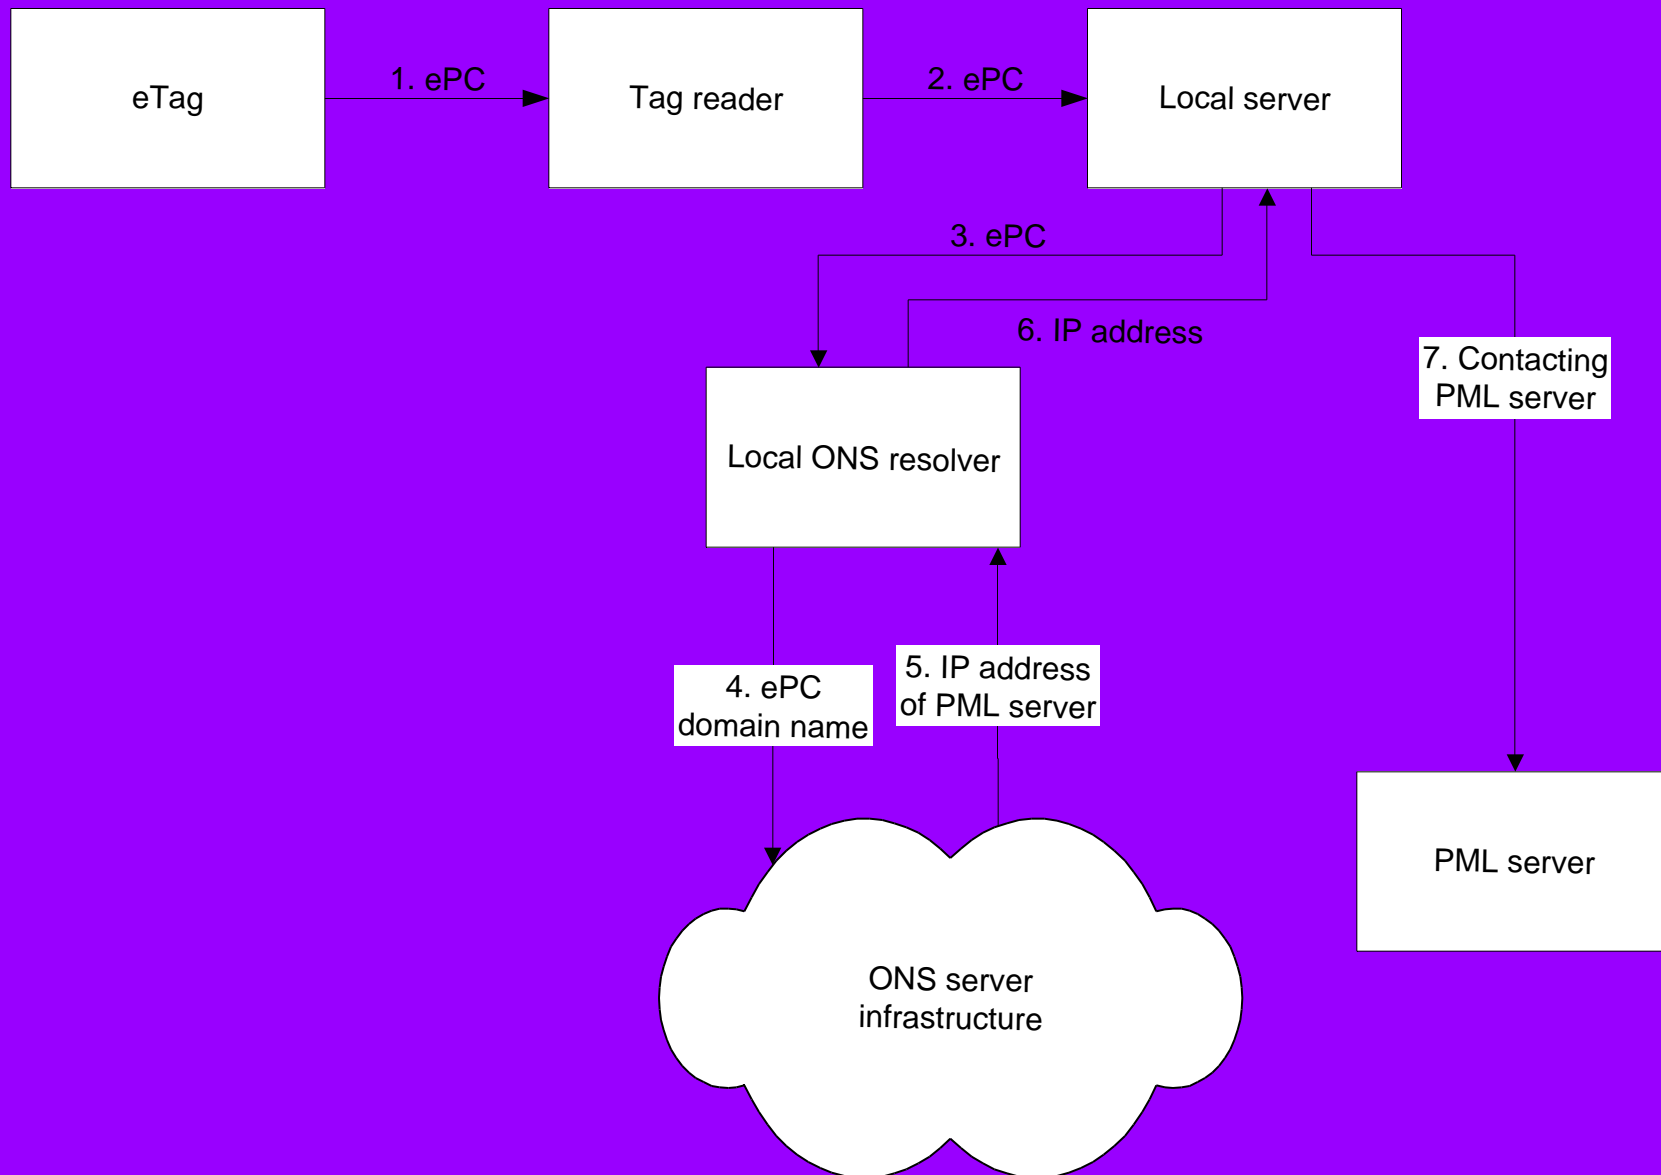 eTag
1. ePC
Tag reader
2. ePC
Local server
3. ePC
6. IP address
7. Contacting
PML server
Local ONS resolver
4. ePC
domain name
5. IP address
of PML server
PML server
ONS server
infrastructure